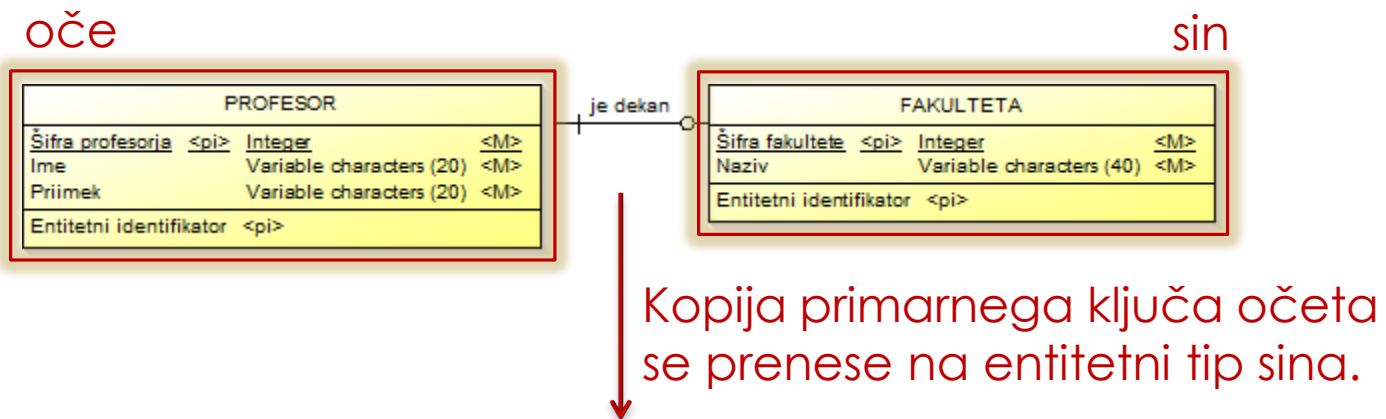 oče
sin
PROFESOR
Šifra profesorja <pi> Integer <M>
Ime Variable characters (20) <M>
Priimek Variable characters (20) <M>
Entitetni identifikator <pi>
je dekan
FAKULTETA
Šifra fakultete <pi> Integer <M>
Naziv Variable characters (40) <M>
Entitetni identifikator <pi>
Kopija primarnega ključa očeta
se prenese na entitetni tip sina.